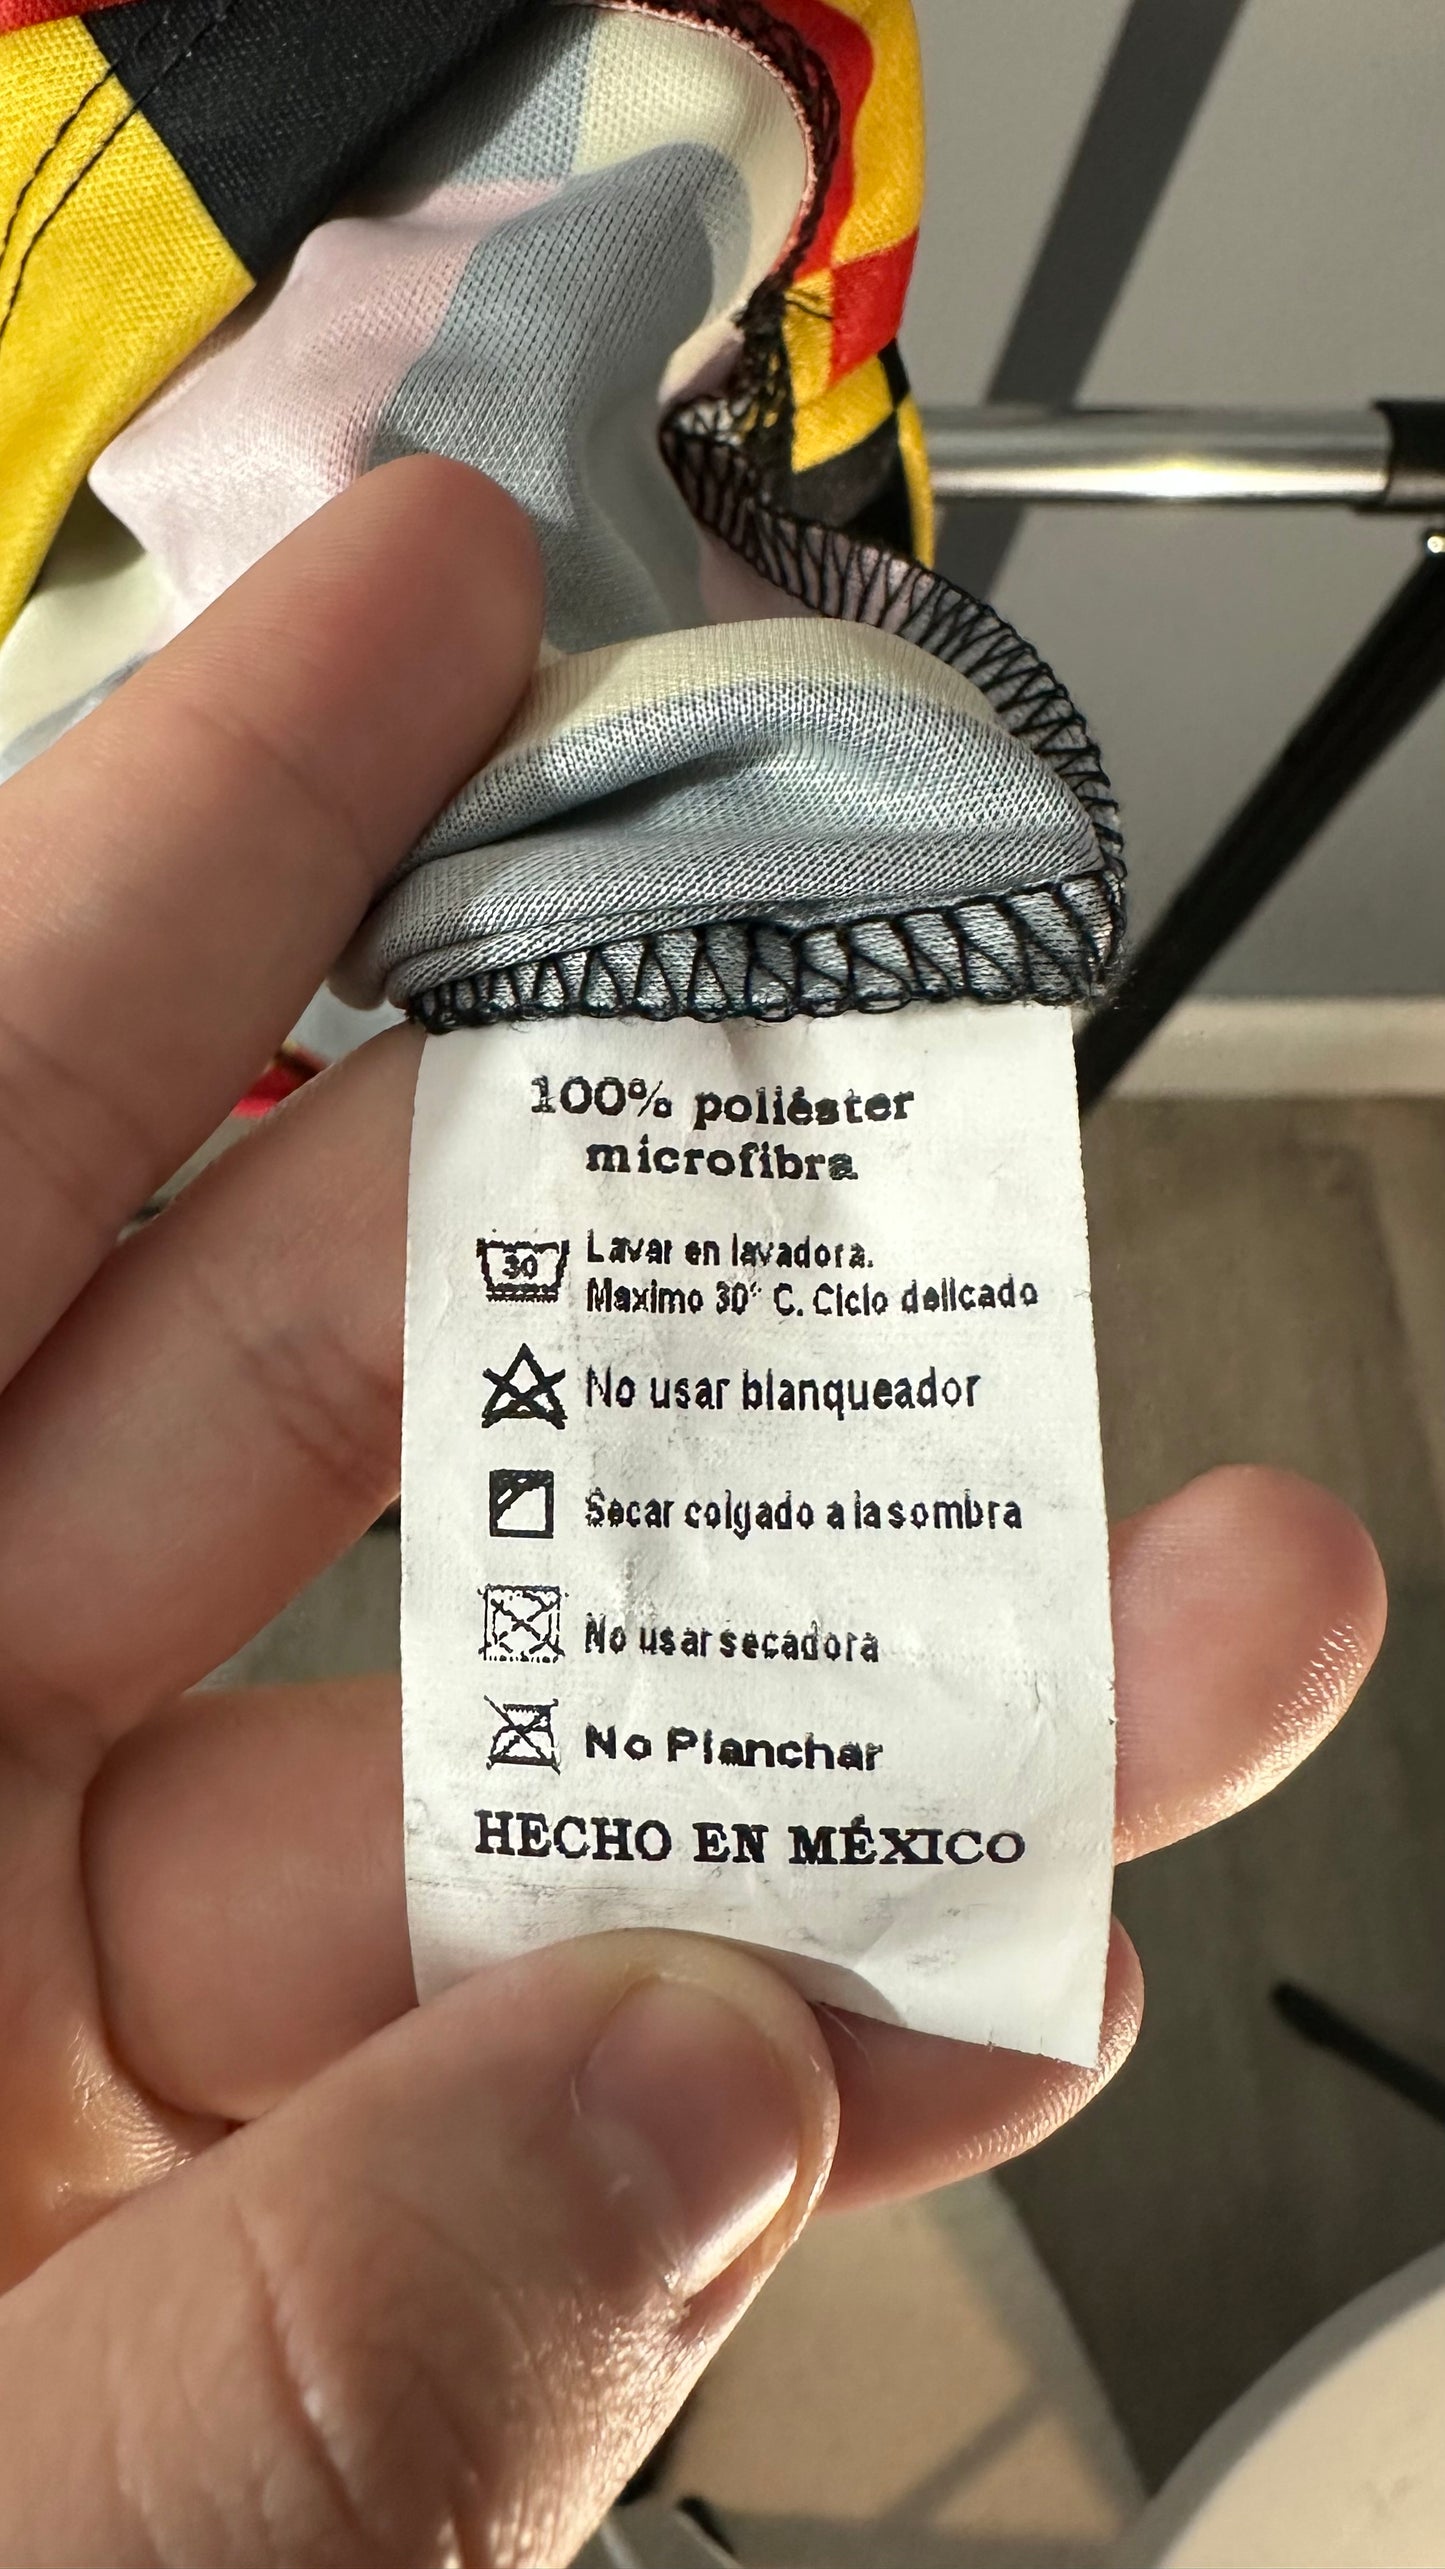 100% poliéster
microfibra
30
Lavar en lavadora.
Maximo 30° C. Ciclo delicado
No usar blanqueador
Secar colgado a la sombra
No usar secadora
No Planchar
HECHO EN MÉXICO